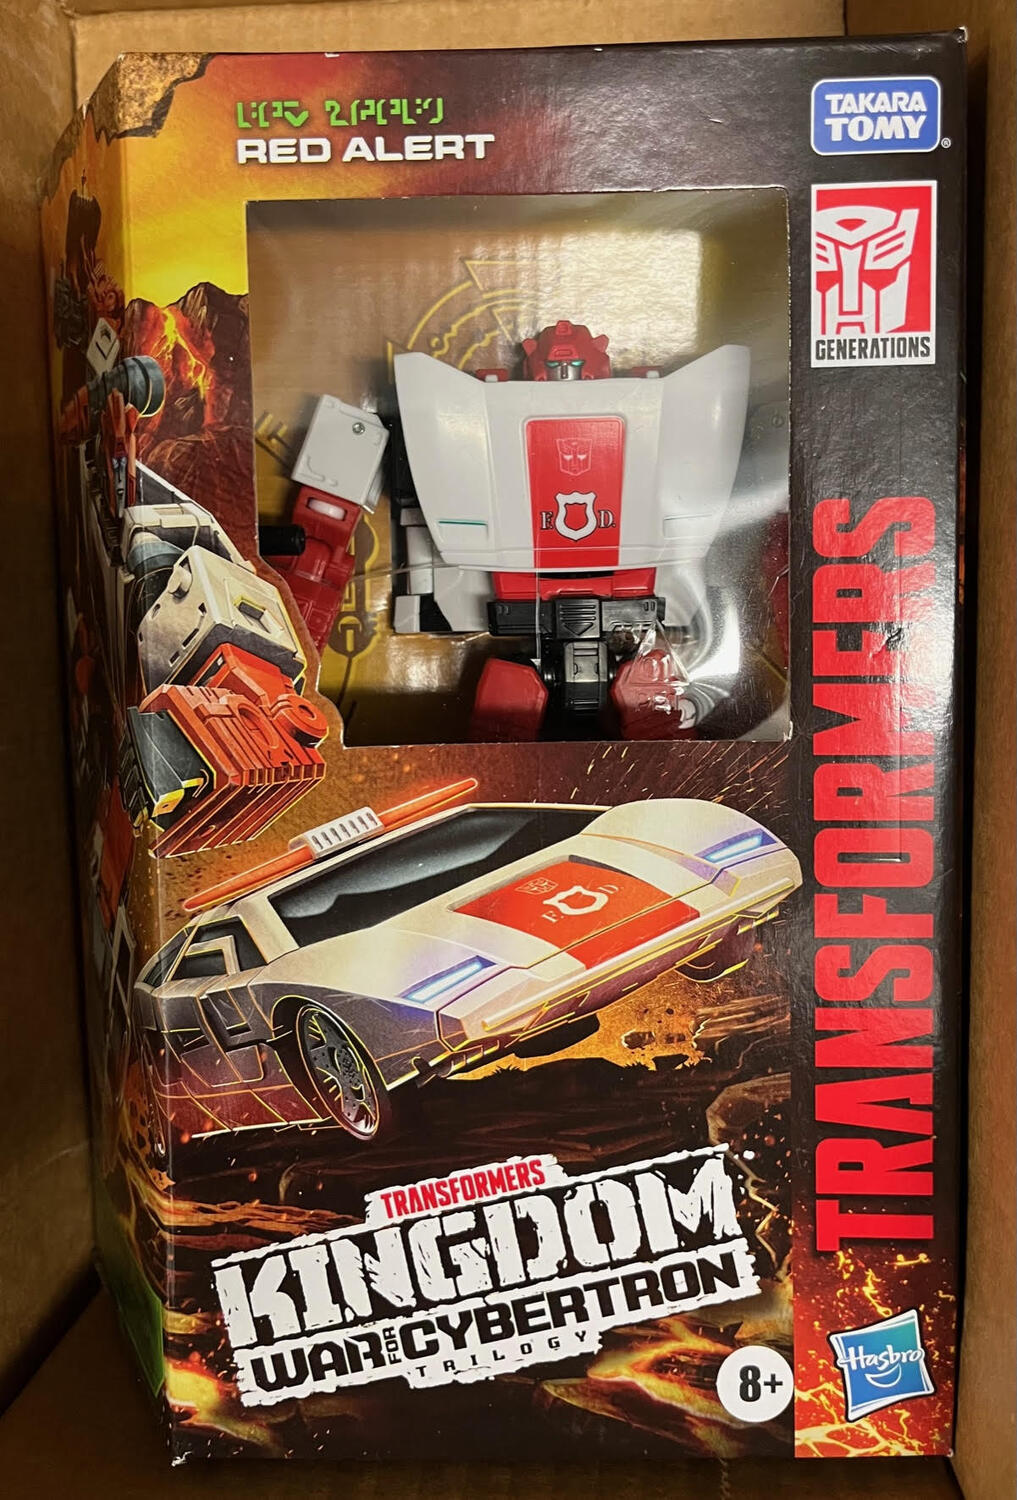 RED ALERT
TAKARA
TOMY®
GENERATIONS
F. D.
TRANSFORMERS
F. D.
TRANSFORMERS
KINGDOM
WAR FOR CYBERTRON
TRILOGY
8+
Hasbro